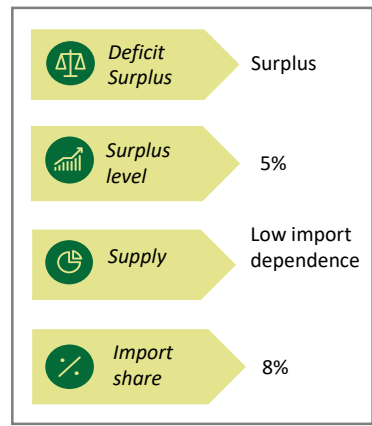 Deficit
Surplus
Surplus
Surplus
level
5%
Supply
Low import
dependence
Import
share
8%